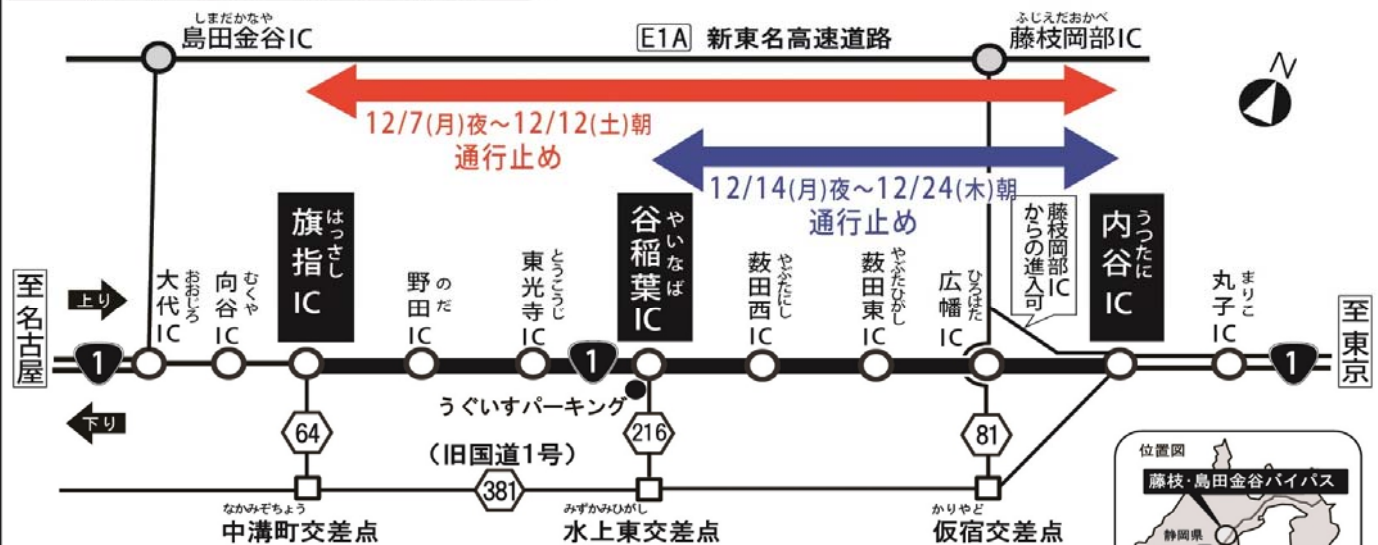 しまだかなや
島田金谷IC
E1A 新東名高速道路
ふじえだおかべ
藤枝岡部IC
N
12/7(月)夜～12/12(土)朝
通行止め
12/14(月)夜～12/24(木)朝
通行止め
至名古屋
上り
下り
1
大代IC
おおじろ
向谷IC
むくや
旗指IC
はっさし
野田IC
のだ
東光寺IC
とうこうじ
1
谷稲葉IC
やいなば
薮田西IC
やぶたにし
薮田東IC
やぶたひがし
広幡IC
ひろはた
藤枝岡部IC
からの進入可
内谷IC
うつたに
丸子IC
まりこ
1
至東京
うぐいすパーキング
64
216
81
(旧国道1号)
381
なかみぞちょう
中溝町交差点
みずかみひがし
水上東交差点
かりやど
仮宿交差点
位置図
藤枝・島田金谷バイパス
静岡県